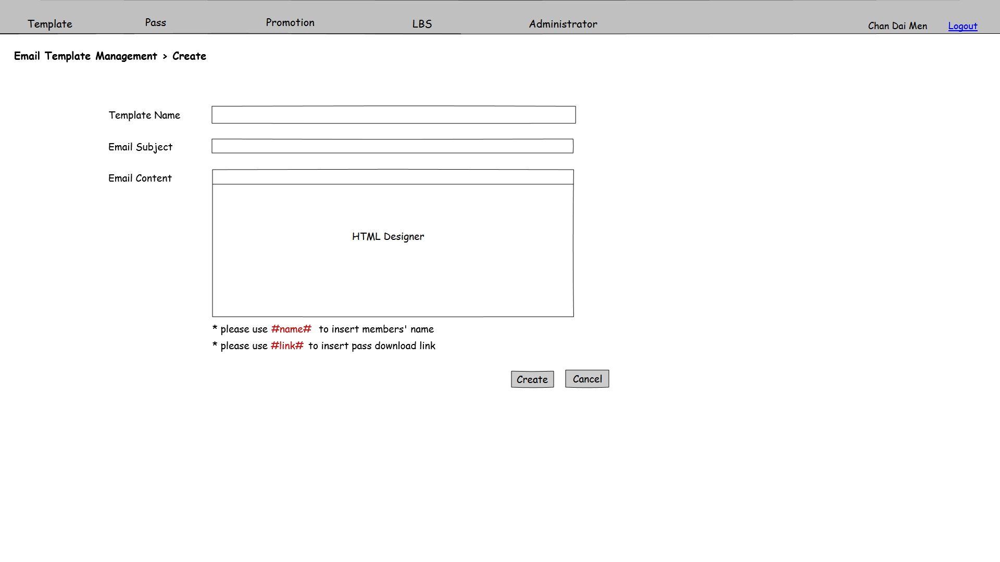 Template Pass Promotion LBS Administrator Chan Dai Men Logout
Email Template Management > Create
Template Name
Email Subject
Email Content
HTML Designer
* please use #name# to insert members' name
* please use #link# to insert pass download link
Create Cancel